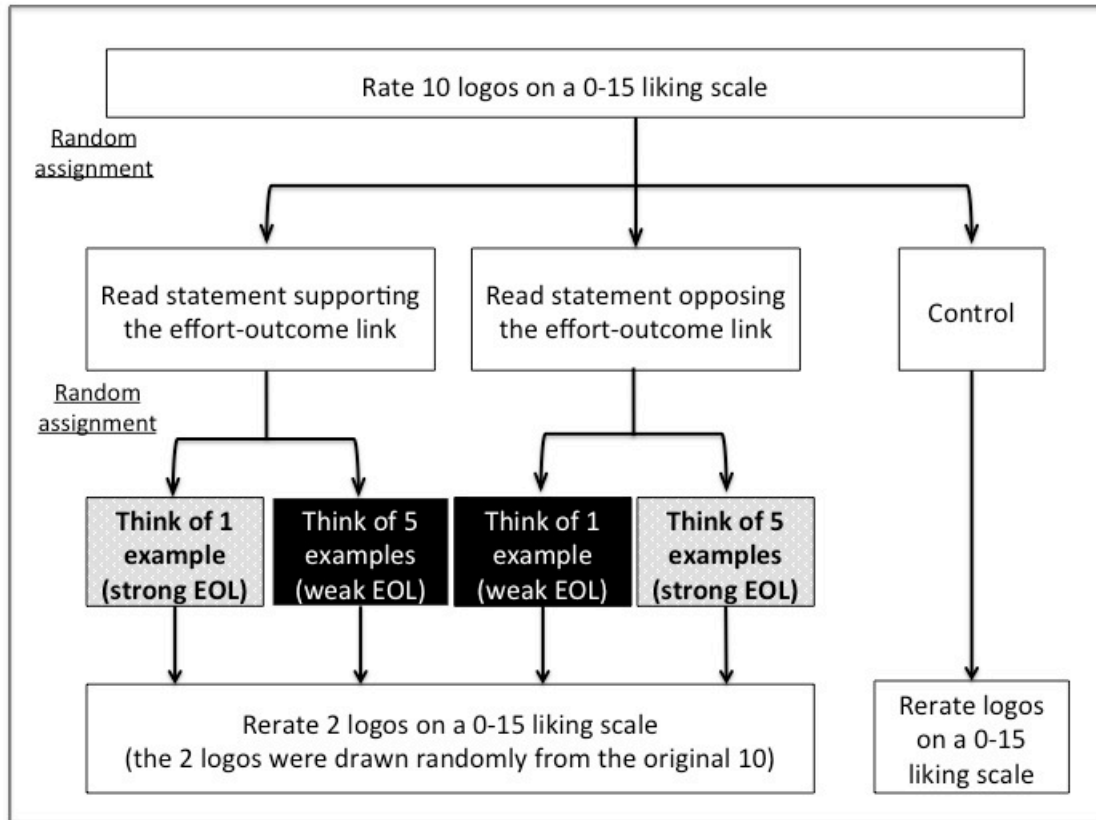 Rate 10 logos on a 0-15 liking scale
Random
assignment
Read statement supporting
the effort-outcome link
Read statement opposing
the effort-outcome link
Control
Random
assignment
Think of 1
example
(strong EOL)
Think of 5
examples
(weak EOL)
Think of 1
example
(weak EOL)
Think of 5
examples
(strong EOL)
Rerate 2 logos on a 0-15 liking scale
(the 2 logos were drawn randomly from the original 10)
Rerate logos
on a 0-15
liking scale